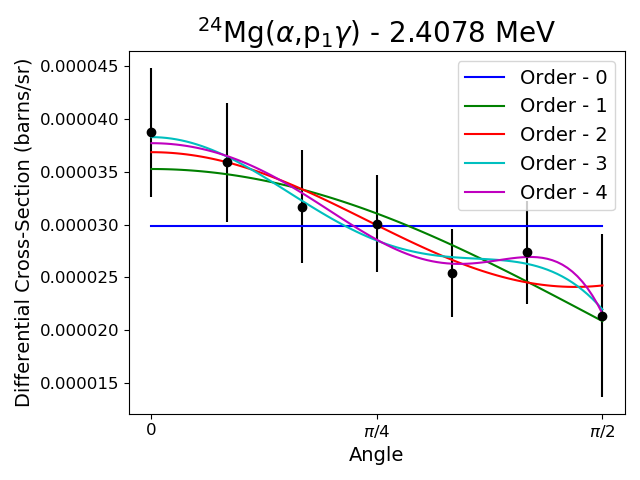 ²⁴Mg(α,p₁γ) - 2.4078 MeV
Differential Cross-Section (barns/sr)
0.000045
0.000040
0.000035
0.000030
0.000025
0.000020
0.000015
Order - 0
Order - 1
Order - 2
Order - 3
Order - 4
0 π/4 π/2
Angle